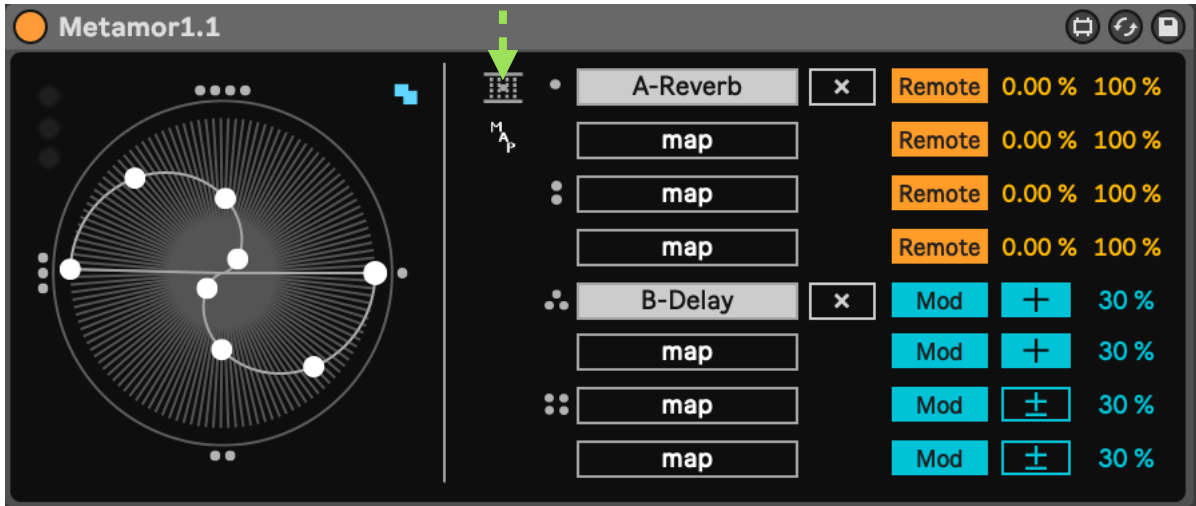 Metamor1.1
A-Reverb × Remote 0.00 % 100 %
MAP map Remote 0.00 % 100 %
map Remote 0.00 % 100 %
map Remote 0.00 % 100 %
B-Delay × Mod + 30 %
map Mod + 30 %
map Mod ± 30 %
map Mod ± 30 %